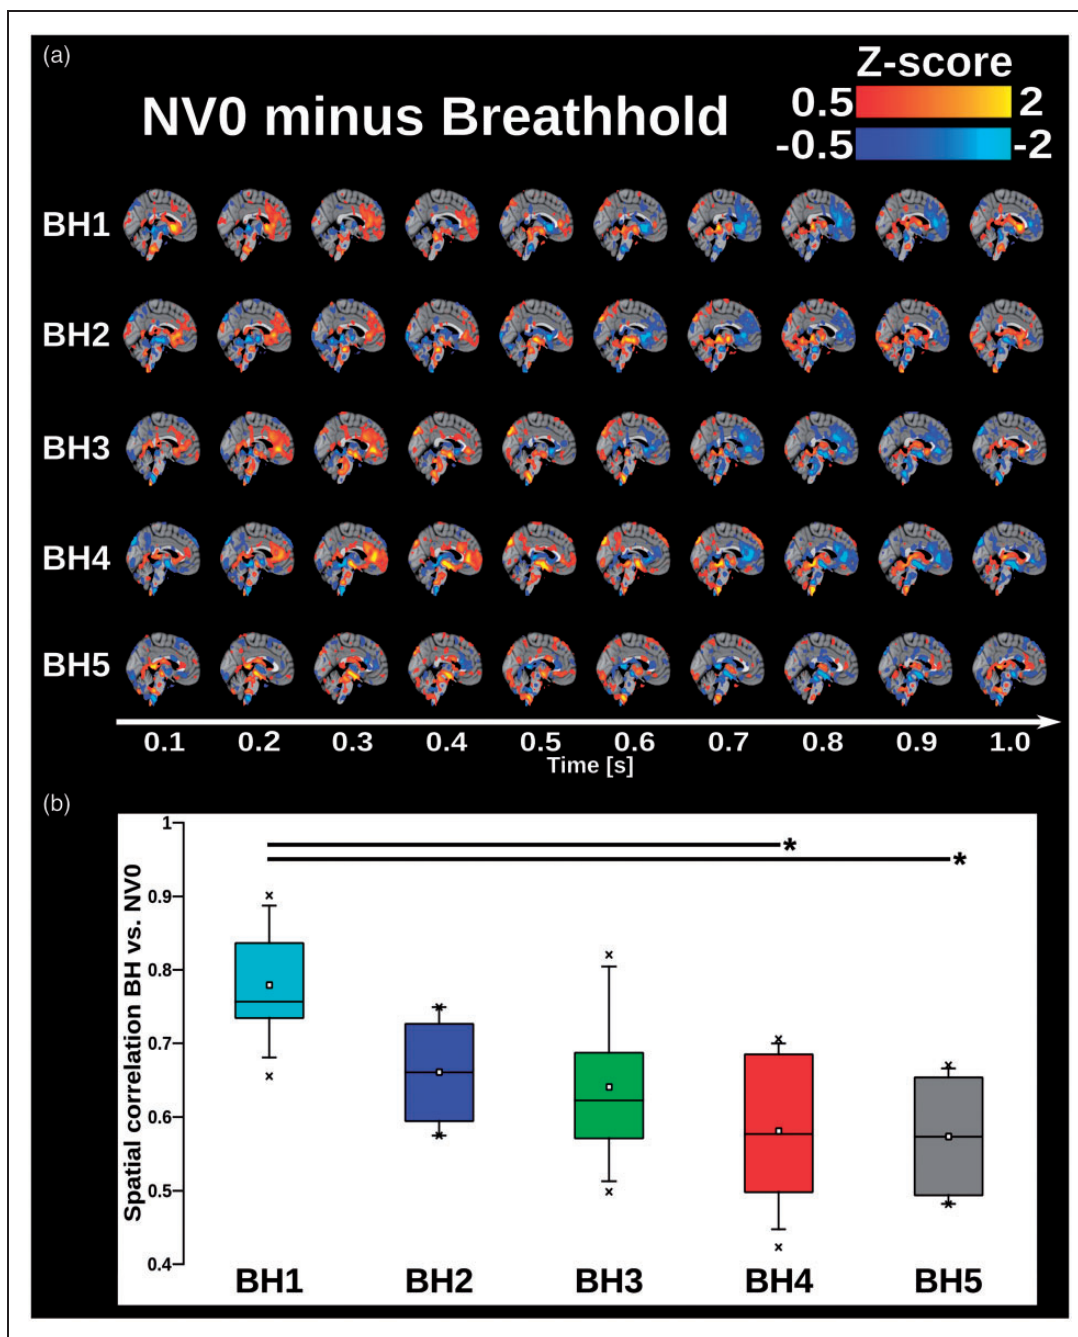 (a)
Z-score
0.5 2
-0.5 -2
NV0 minus Breathhold
BH1
BH2
BH3
BH4
BH5
0.1 0.2 0.3 0.4 0.5 0.6 0.7 0.8 0.9 1.0
Time [s]
(b)
Spatial correlation BH vs. NV0
1
0.9
0.8
0.7
0.6
0.5
0.4
*
*
BH1 BH2 BH3 BH4 BH5